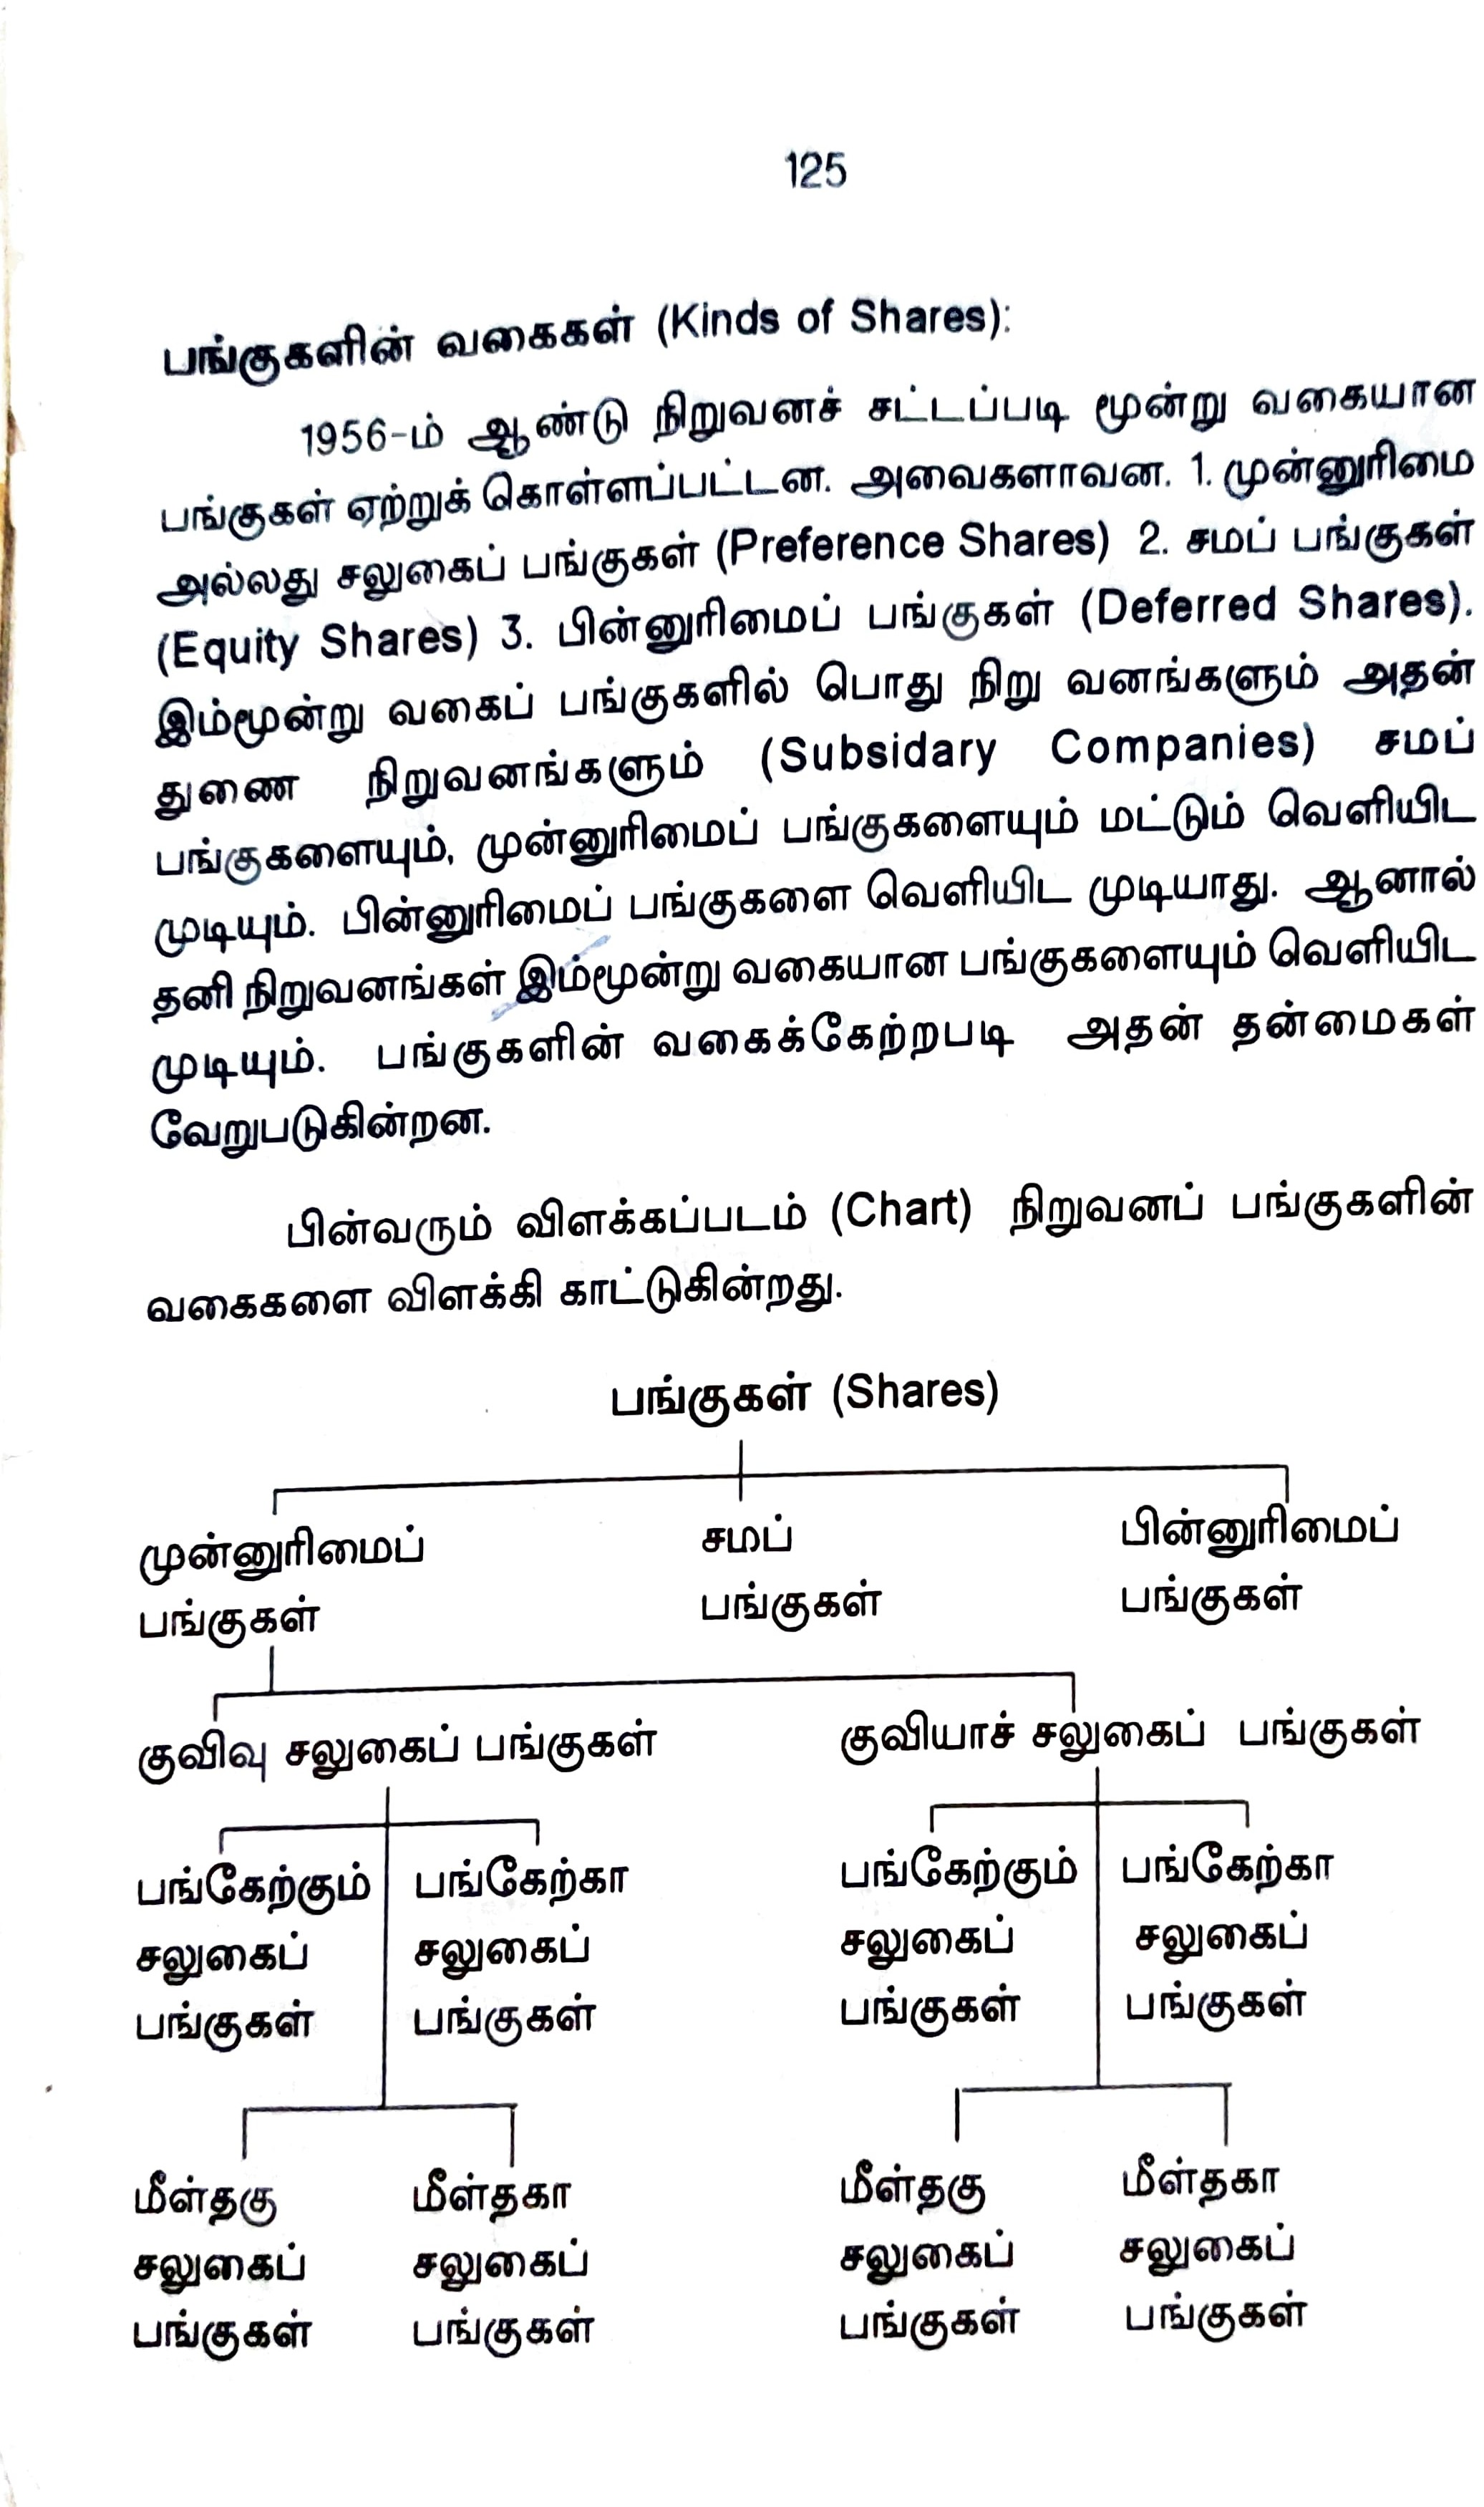 125
பங்குகளின் வகைகள் (Kinds of Shares):
1956-ம் ஆண்டு நிறுவனச் சட்டப்படி மூன்று வகையான
பங்குகள் ஏற்றுக் கொள்ளப்பட்டன. அவைகளாவன. 1. முன்னுரிமை
அல்லது சலுகைப் பங்குகள் (Preference Shares) 2. சமப் பங்குகள்
(Equity Shares) 3. பின்னுரிமைப் பங்குகள் (Deferred Shares).
இம்மூன்று வகைப் பங்குகளில் பொது நிறு வனங்களும் அதன்
துணை நிறுவனங்களும் (Subsidary Companies) சமப்
பங்குகளையும், முன்னுரிமைப் பங்குகளையும் மட்டும் வெளியிட
முடியும். பின்னுரிமைப் பங்குகளை வெளியிட முடியாது. ஆனால்
தனி நிறுவனங்கள் இம்மூன்று வகையான பங்குகளையும் வெளியிட
முடியும். பங்குகளின் வகைக்கேற்றபடி அதன் தன்மைகள்
வேறுபடுகின்றன.
பின்வரும் விளக்கப்படம் (Chart) நிறுவனப் பங்குகளின்
வகைகளை விளக்கி காட்டுகின்றது.
பங்குகள் (Shares)
முன்னுரிமைப் சமப் பின்னுரிமைப்
பங்குகள் பங்குகள் பங்குகள்
குவிவு சலுகைப் பங்குகள் குவியாச் சலுகைப் பங்குகள்
பங்கேற்கும் பங்கேற்கா பங்கேற்கும் பங்கேற்கா
சலுகைப் சலுகைப் சலுகைப் சலுகைப்
பங்குகள் பங்குகள் பங்குகள் பங்குகள்
மீள்தகு மீள்தகா மீள்தகு மீள்தகா
சலுகைப் சலுகைப் சலுகைப் சலுகைப்
பங்குகள் பங்குகள் பங்குகள் பங்குகள்